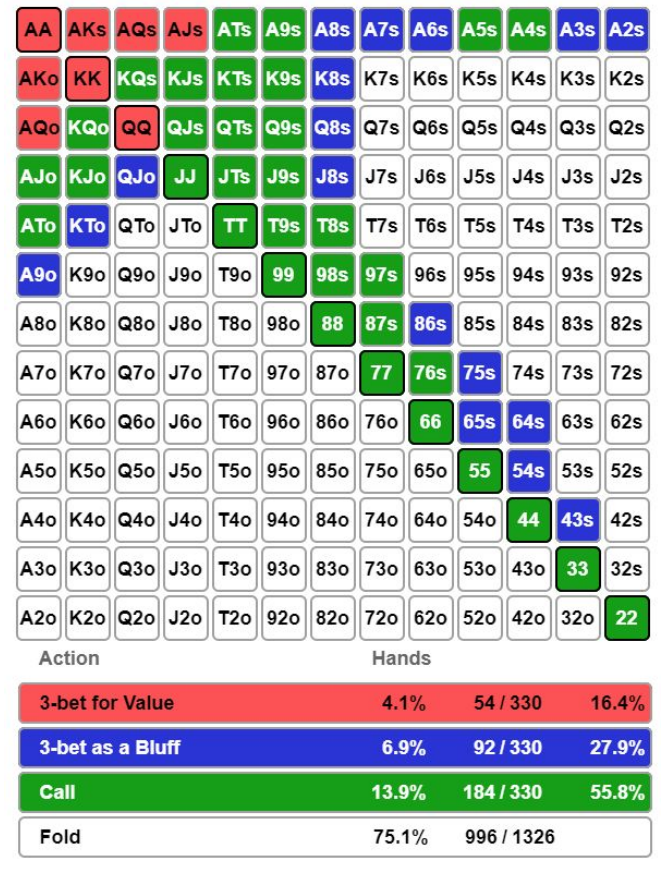 AA AKs AQs AJs ATs A9s A8s A7s A6s A5s A4s A3s A2s
AKo KK KQs KJs KTs K9s K8s K7s K6s K5s K4s K3s K2s
AQo KQo QQ QJs QTs Q9s Q8s Q7s Q6s Q5s Q4s Q3s Q2s
AJo KJo QJo JJ JTs J9s J8s J7s J6s J5s J4s J3s J2s
ATo KTo QTo JTo TT T9s T8s T7s T6s T5s T4s T3s T2s
A9o K9o Q9o J9o T9o 99 98s 97s 96s 95s 94s 93s 92s
A8o K8o Q8o J8o T8o 98o 88 87s 86s 85s 84s 83s 82s
A7o K7o Q7o J7o T7o 97o 87o 77 76s 75s 74s 73s 72s
A6o K6o Q6o J6o T6o 96o 86o 76o 66 65s 64s 63s 62s
A5o K5o Q5o J5o T5o 95o 85o 75o 65o 55 54s 53s 52s
A4o K4o Q4o J4o T4o 94o 84o 74o 64o 54o 44 43s 42s
A3o K3o Q3o J3o T3o 93o 83o 73o 63o 53o 43o 33 32s
A2o K2o Q2o J2o T2o 92o 82o 72o 62o 52o 42o 32o 22
Action Hands
3-bet for Value 4.1% 54 / 330 16.4%
3-bet as a Bluff 6.9% 92 / 330 27.9%
Call 13.9% 184 / 330 55.8%
Fold 75.1% 996 / 1326